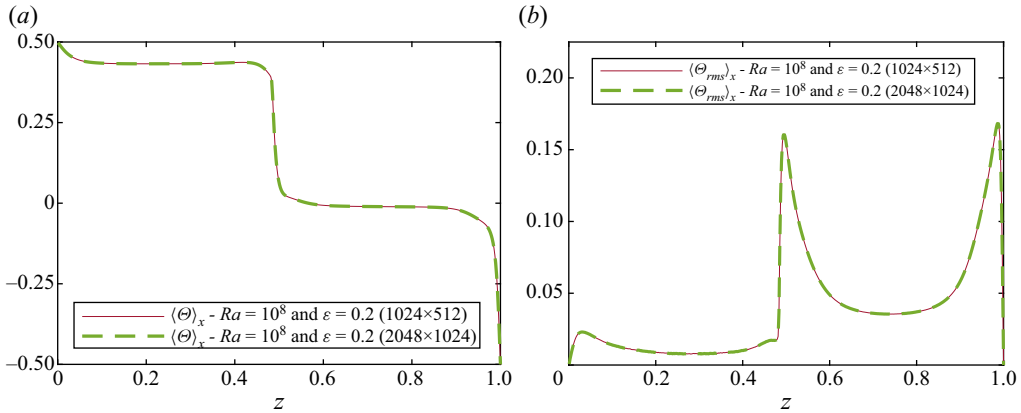 (a)
0.50
0.25
0
–0.25
–0.50
⟨Θ⟩x - Ra = 10⁸ and ε = 0.2 (1024×512)
⟨Θ⟩x - Ra = 10⁸ and ε = 0.2 (2048×1024)
0 0.2 0.4 0.6 0.8 1.0
z
(b)
0.20
0.15
0.10
0.05
⟨Θrms⟩x - Ra = 10⁸ and ε = 0.2 (1024×512)
⟨Θrms⟩x - Ra = 10⁸ and ε = 0.2 (2048×1024)
0 0.2 0.4 0.6 0.8 1.0
z